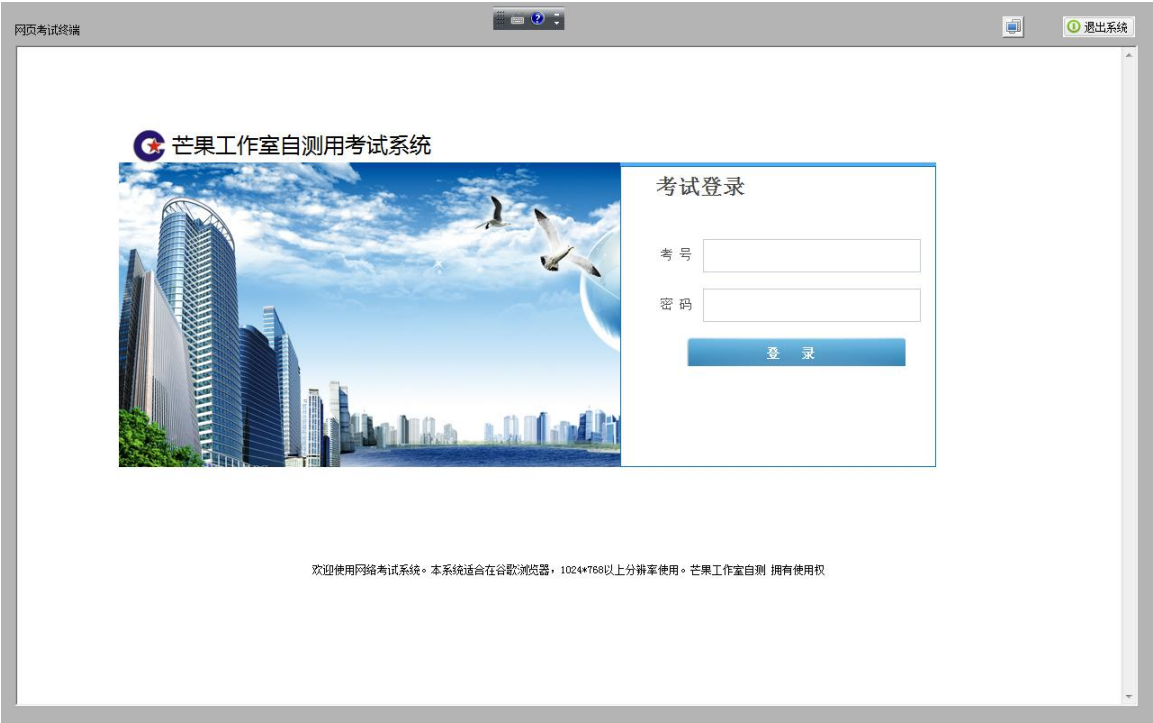 网页考试终端
退出系统
芒果工作室自测用考试系统
考试登录
考 号
密 码
登 录
欢迎使用网络考试系统。本系统适合在谷歌浏览器，1024*768以上分辨率使用。芒果工作室自测 拥有使用权